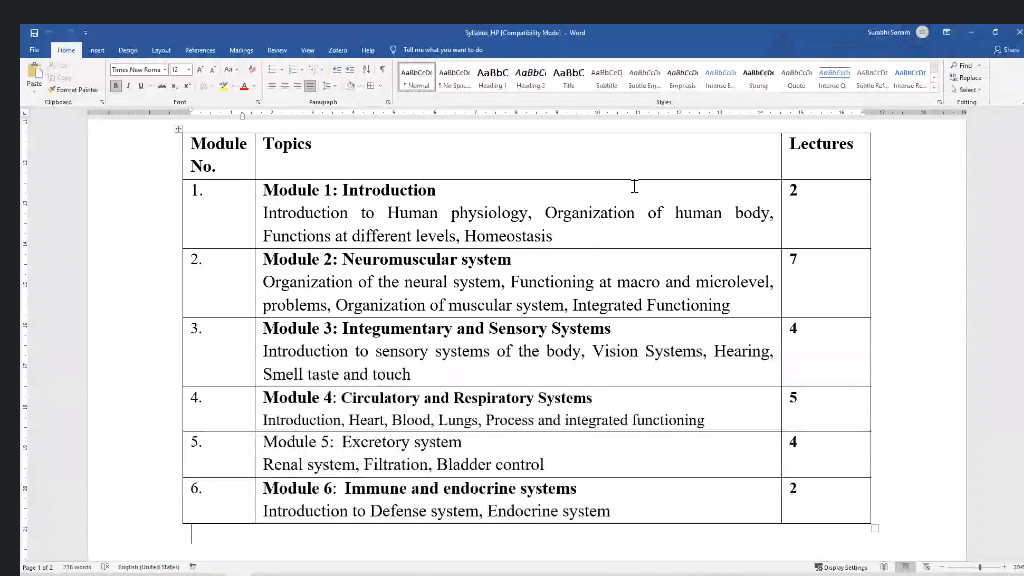 Syllabus_HP [Compatibility Mode] - Word
Surabhi Sonam
File Home Insert Design Layout References Mailings Review View Zotero Help Tell me what you want to do
Share
Paste
Copy
Format Painter
Clipboard
Times New Roma 12
Font
Paragraph
AaBbCcDc AaBbCcDc AaBbC AaBbCc AaBbC AaBbCcD AaBbCcDc AaBbCcDc AaBbCcDc AaBbCcDc AaBbCcDc AaBbCcDc AaBbCcDc AaBbCcDc
Normal No Spac... Heading 1 Heading 2 Title Subtitle Subtle Em... Emphasis Intense E... Strong Quote Intense Q... Subtle Ref... Intense Re...
Styles
Find
Replace
Select
Editing
Module No. Topics Lectures
1. Module 1: Introduction 2
Introduction to Human physiology, Organization of human body,
Functions at different levels, Homeostasis
2. Module 2: Neuromuscular system 7
Organization of the neural system, Functioning at macro and microlevel,
problems, Organization of muscular system, Integrated Functioning
3. Module 3: Integumentary and Sensory Systems 4
Introduction to sensory systems of the body, Vision Systems, Hearing,
Smell taste and touch
4. Module 4: Circulatory and Respiratory Systems 5
Introduction, Heart, Blood, Lungs, Process and integrated functioning
5. Module 5: Excretory system 4
Renal system, Filtration, Bladder control
6. Module 6: Immune and endocrine systems 2
Introduction to Defense system, Endocrine system
Page 1 of 2 English (United States) Display Settings